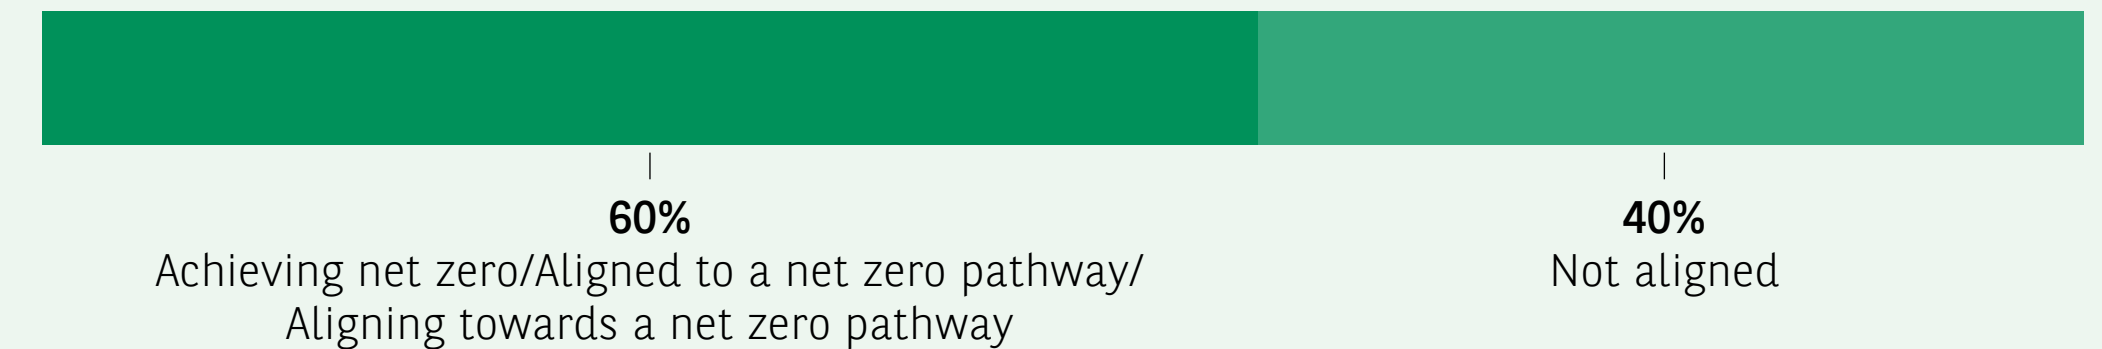 60%
Achieving net zero/Aligned to a net zero pathway/
Aligning towards a net zero pathway
40%
Not aligned